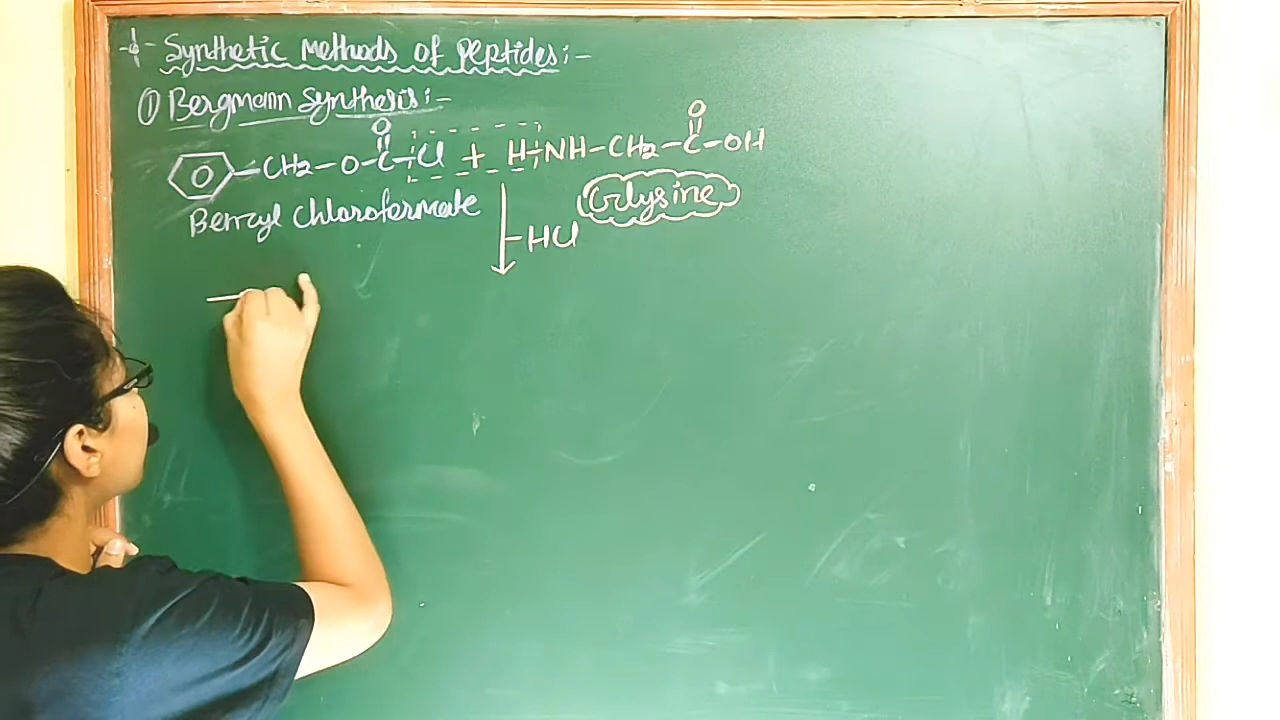 Synthetic Methods of Peptides:-
① Bergmann Synthesis:-
CH2-O-C(=O)-Cl + H-NH-CH2-C(=O)-OH
Benzyl Chloroformate
Glysine
-HCl